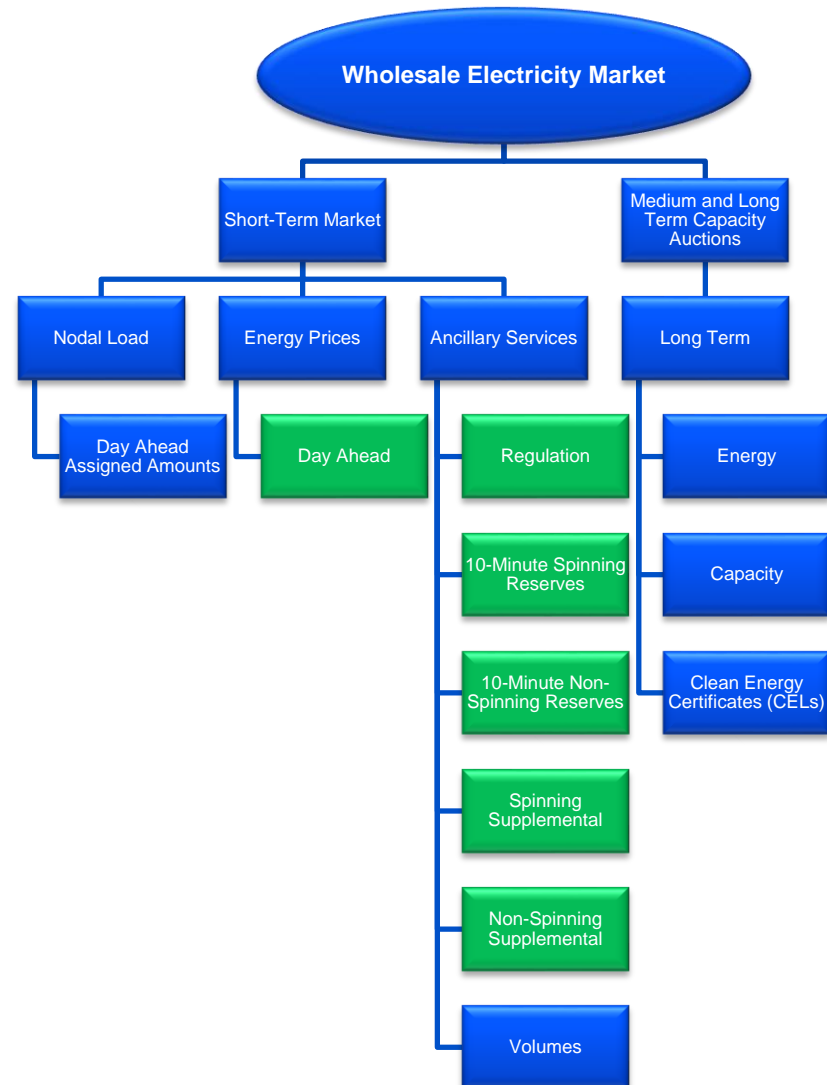 Wholesale Electricity Market
Short-Term Market
Medium and Long
Term Capacity
Auctions
Nodal Load
Energy Prices
Ancillary Services
Long Term
Day Ahead
Assigned Amounts
Day Ahead
Regulation
Energy
10-Minute Spinning
Reserves
Capacity
10-Minute Non-
Spinning Reserves
Clean Energy
Certificates (CELs)
Spinning
Supplemental
Non-Spinning
Supplemental
Volumes